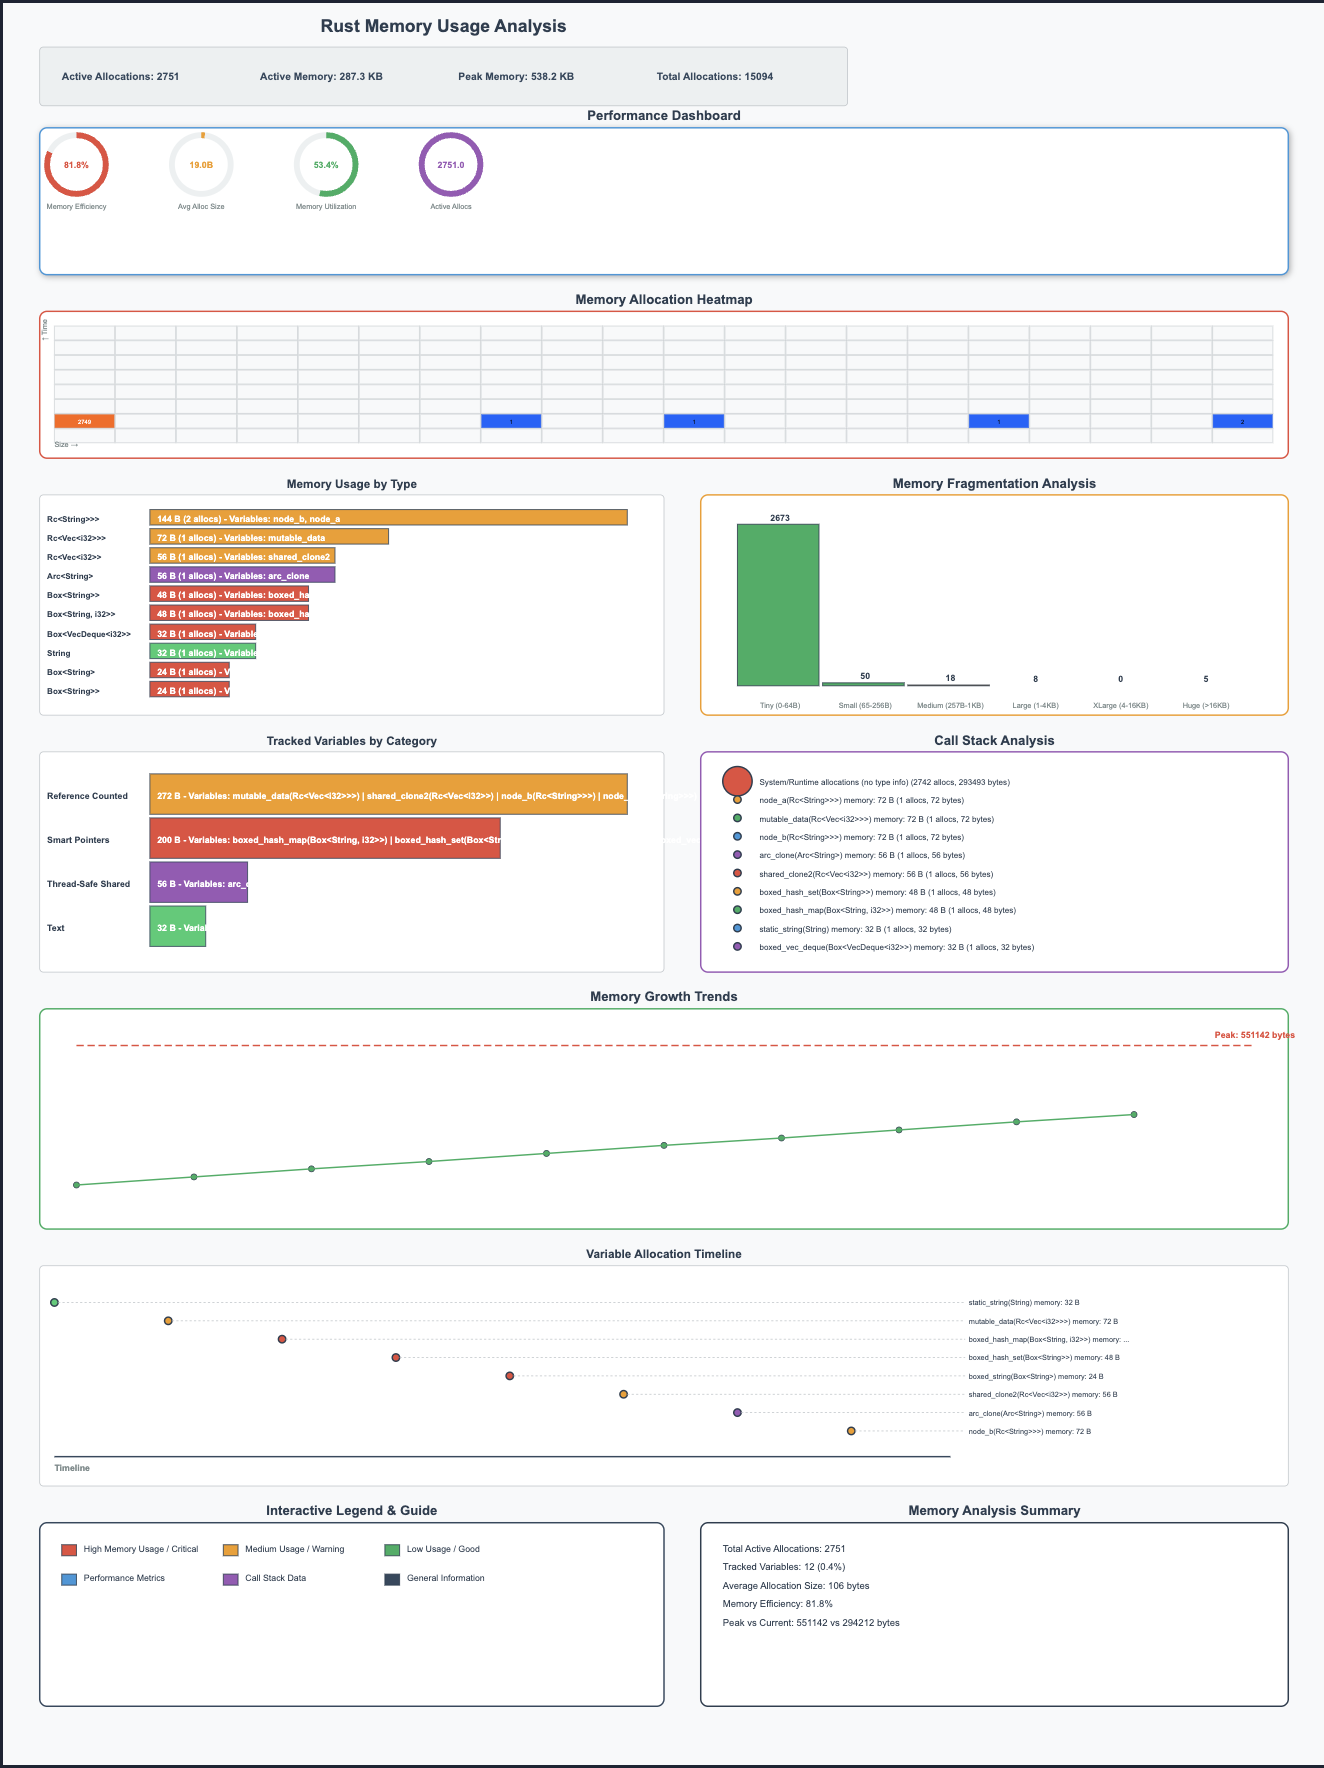 Rust Memory Usage Analysis
Active Allocations: 2751
Active Memory: 287.3 KB
Peak Memory: 538.2 KB
Total Allocations: 15094
Performance Dashboard
81.8%
19.0B
53.4%
2751.0
Memory Efficiency
Avg Alloc Size
Memory Utilization
Active Allocs
Memory Allocation Heatmap
↑ Time
2749
1
1
1
2
Size →
Memory Usage by Type
Rc<String>>>
144 B (2 allocs) - Variables: node_b, node_a
Rc<Vec<i32>>>
72 B (1 allocs) - Variables: mutable_data
Rc<Vec<i32>>
56 B (1 allocs) - Variables: shared_clone2
Arc<String>
56 B (1 allocs) - Variables: arc_clone
Box<String>>
48 B (1 allocs) - Variables: boxed_ha
Box<String, i32>>
48 B (1 allocs) - Variables: boxed_ha
Box<VecDeque<i32>>
32 B (1 allocs) - Variable
String
32 B (1 allocs) - Variable
Box<String>
24 B (1 allocs) - V
Box<String>>
24 B (1 allocs) - V
Memory Fragmentation Analysis
2673
50
18
8
0
5
Tiny (0-64B)
Small (65-256B)
Medium (257B-1KB)
Large (1-4KB)
XLarge (4-16KB)
Huge (>16KB)
Tracked Variables by Category
Reference Counted
272 B - Variables: mutable_data(Rc<Vec<i32>>>) | shared_clone2(Rc<Vec<i32>>) | node_b(Rc<String>>>) | node_
Smart Pointers
200 B - Variables: boxed_hash_map(Box<String, i32>>) | boxed_hash_set(Box<Str
Thread-Safe Shared
56 B - Variables: arc_c
Text
32 B - Varial
Call Stack Analysis
System/Runtime allocations (no type info) (2742 allocs, 293493 bytes)
node_a(Rc<String>>>) memory: 72 B (1 allocs, 72 bytes)
mutable_data(Rc<Vec<i32>>>) memory: 72 B (1 allocs, 72 bytes)
node_b(Rc<String>>>) memory: 72 B (1 allocs, 72 bytes)
arc_clone(Arc<String>) memory: 56 B (1 allocs, 56 bytes)
shared_clone2(Rc<Vec<i32>>) memory: 56 B (1 allocs, 56 bytes)
boxed_hash_set(Box<String>>) memory: 48 B (1 allocs, 48 bytes)
boxed_hash_map(Box<String, i32>>) memory: 48 B (1 allocs, 48 bytes)
static_string(String) memory: 32 B (1 allocs, 32 bytes)
boxed_vec_deque(Box<VecDeque<i32>>) memory: 32 B (1 allocs, 32 bytes)
Memory Growth Trends
Peak: 551142 bytes
Variable Allocation Timeline
static_string(String) memory: 32 B
mutable_data(Rc<Vec<i32>>>) memory: 72 B
boxed_hash_map(Box<String, i32>>) memory: ...
boxed_hash_set(Box<String>>) memory: 48 B
boxed_string(Box<String>) memory: 24 B
shared_clone2(Rc<Vec<i32>>) memory: 56 B
arc_clone(Arc<String>) memory: 56 B
node_b(Rc<String>>>) memory: 72 B
Timeline
Interactive Legend & Guide
High Memory Usage / Critical
Medium Usage / Warning
Low Usage / Good
Performance Metrics
Call Stack Data
General Information
Memory Analysis Summary
Total Active Allocations: 2751
Tracked Variables: 12 (0.4%)
Average Allocation Size: 106 bytes
Memory Efficiency: 81.8%
Peak vs Current: 551142 vs 294212 bytes